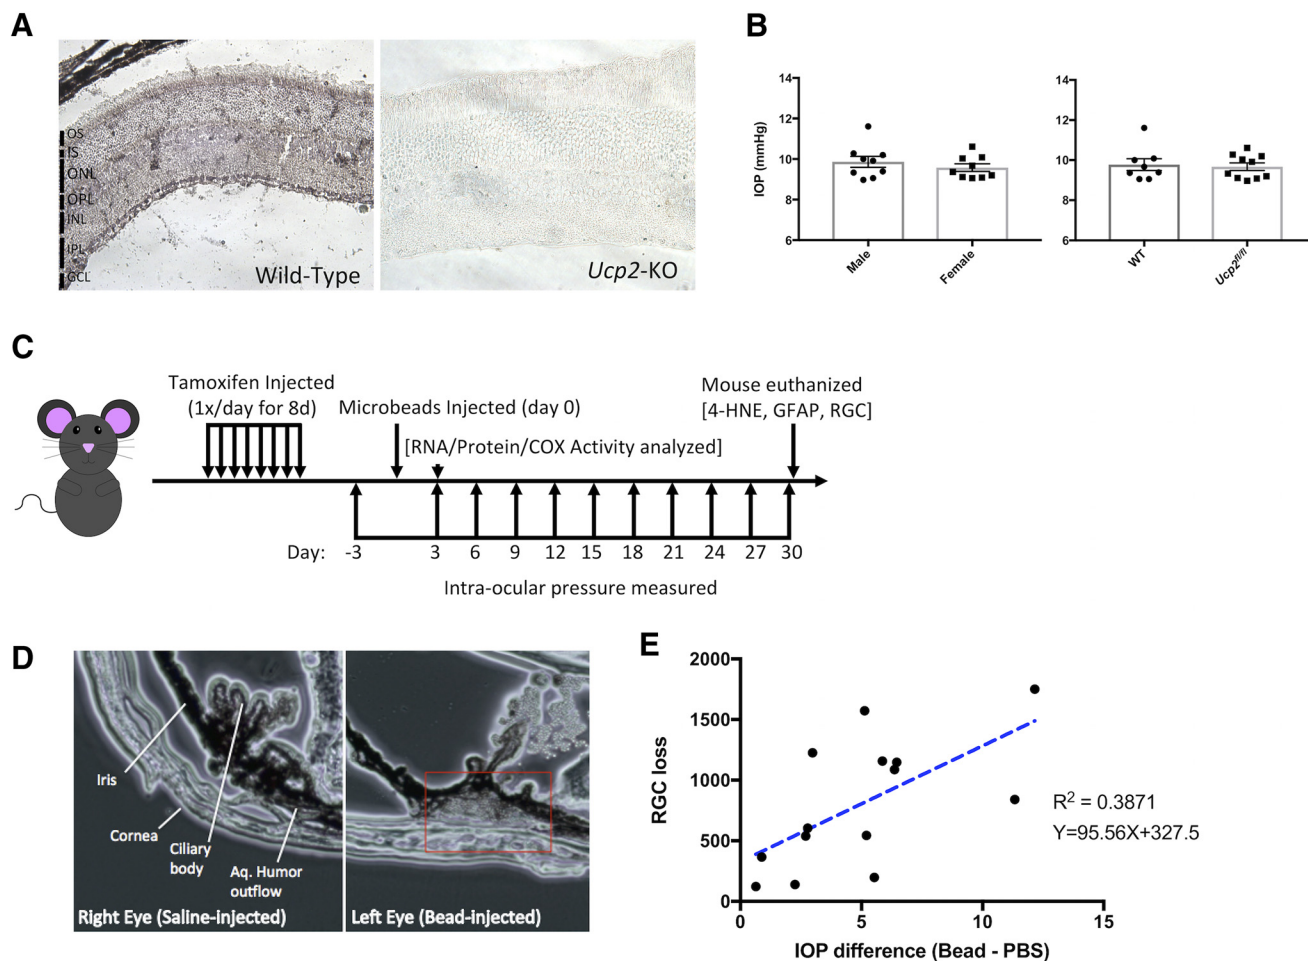 A
OS
IS
ONL
OPL
INL
IPL
GCL
Wild-Type
Ucp2-KO
B
IOP (mmHg)
14
12
10
8
6
Male
Female
14
12
10
8
6
WT
Ucp2fl/fl
C
Tamoxifen Injected
(1x/day for 8d)
Microbeads Injected (day 0)
[RNA/Protein/COX Activity analyzed]
Mouse euthanized
[4-HNE, GFAP, RGC]
Day: -3 3 6 9 12 15 18 21 24 27 30
Intra-ocular pressure measured
D
Iris
Cornea
Ciliary
body
Aq. Humor
outflow
Right Eye (Saline-injected)
Left Eye (Bead-injected)
E
RGC loss
2000
1500
1000
500
0
0 5 10 15
R2 = 0.3871
Y=95.56X+327.5
IOP difference (Bead - PBS)